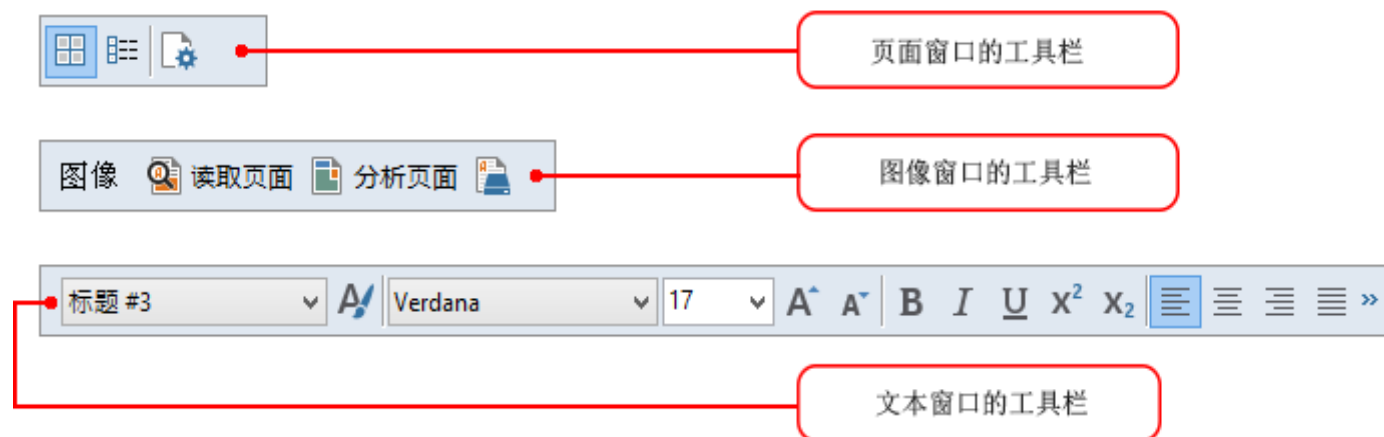 页面窗口的工具栏
图像 读取页面 分析页面
图像窗口的工具栏
标题 #3 Verdana 17 A A B I U X² X₂ »
文本窗口的工具栏